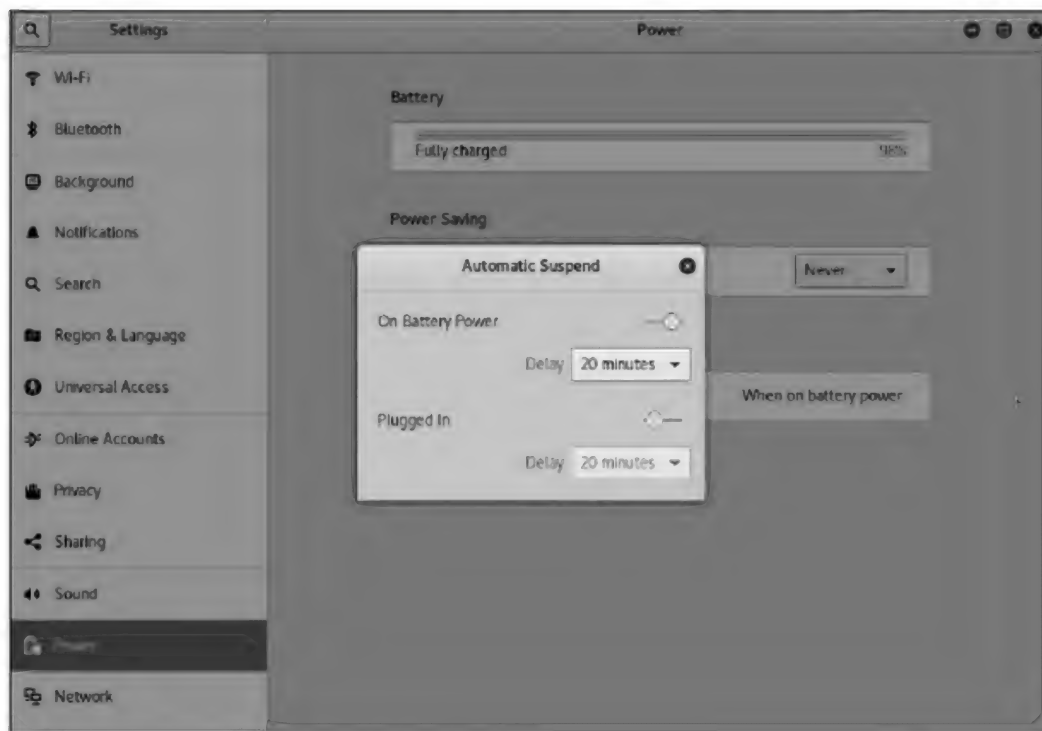 Settings
Power
Wi-Fi
Bluetooth
Background
Notifications
Search
Region & Language
Universal Access
Online Accounts
Privacy
Sharing
Sound
Power
Network
Battery
Fully charged 98%
Power Saving
Never
When on battery power
Automatic Suspend
On Battery Power
Delay 20 minutes
Plugged In
Delay 20 minutes